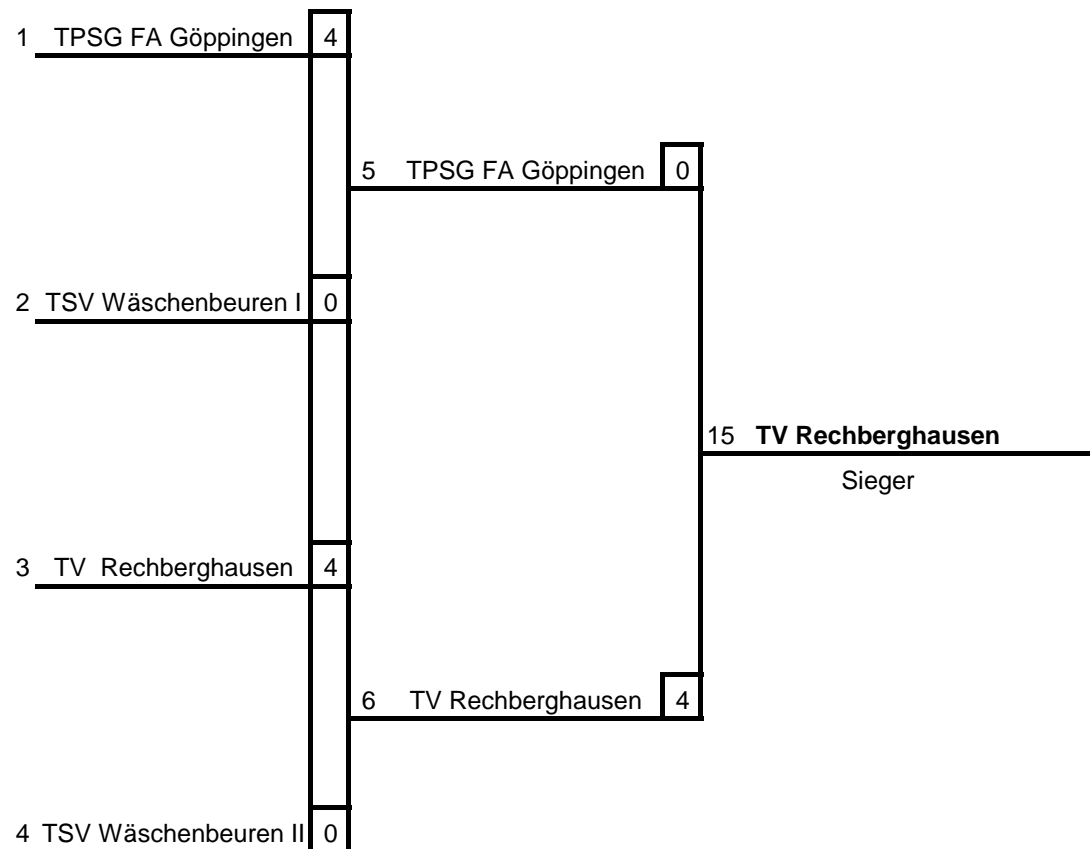 1 TPSG FA Göppingen 4
5 TPSG FA Göppingen 0
2 TSV Wäschenbeuren I 0
15 TV Rechberghausen
Sieger
3 TV Rechberghausen 4
6 TV Rechberghausen 4
4 TSV Wäschenbeuren II 0